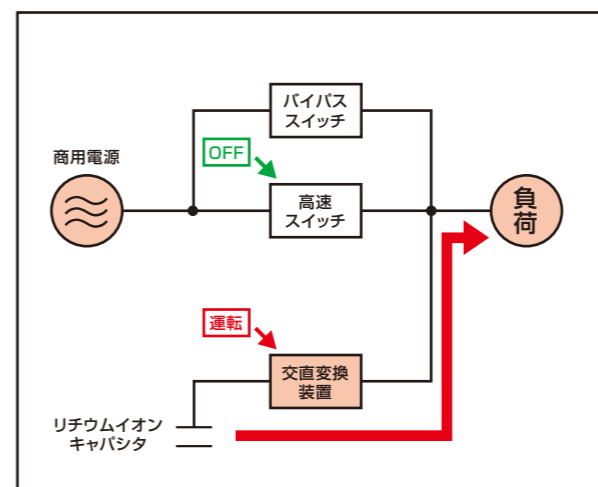 バイパス
スイッチ
商用電源
OFF
高速
スイッチ
負
荷
運転
交直変換
装置
リチウムイオン
キャパシタ